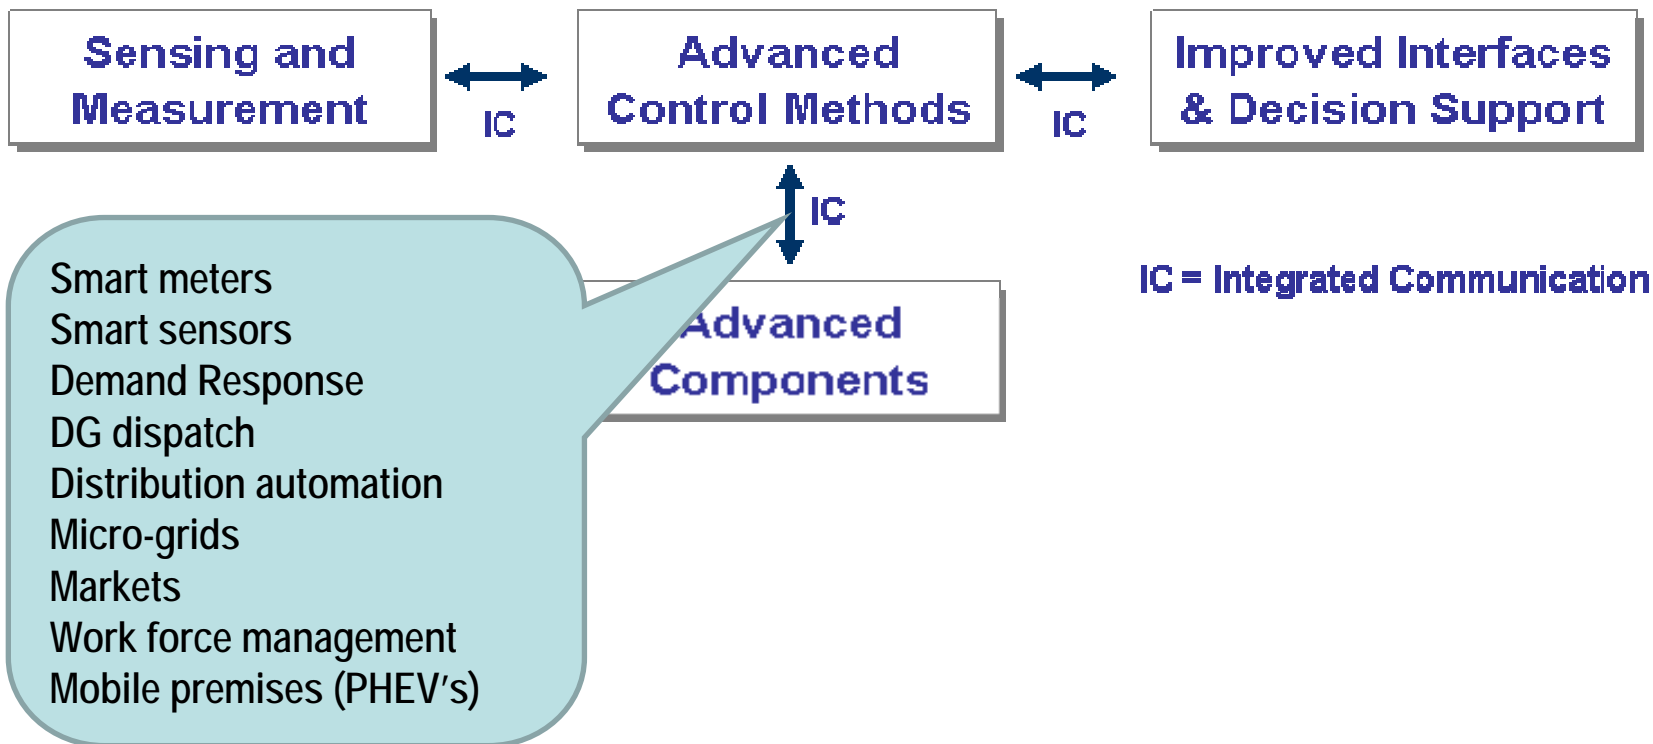 Sensing and
Measurement
IC
Advanced
Control Methods
IC
Improved Interfaces
& Decision Support
IC
IC = Integrated Communication
Advanced
Components
Smart meters
Smart sensors
Demand Response
DG dispatch
Distribution automation
Micro-grids
Markets
Work force management
Mobile premises (PHEV's)